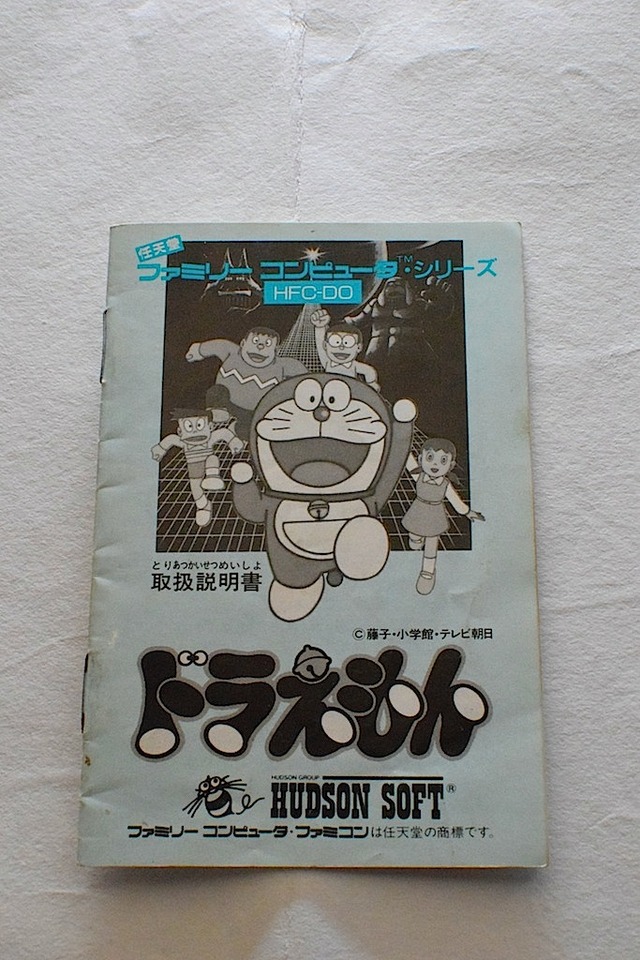 任天堂
ファミリー コンピュータ™・シリーズ
HFC-DO
とりあつかいせつめいしょ
取扱説明書
©藤子・小学館・テレビ朝日
ドラえもん
HUDSON GROUP
HUDSON SOFT®
ファミリー コンピュータ・ファミコンは任天堂の商標です。